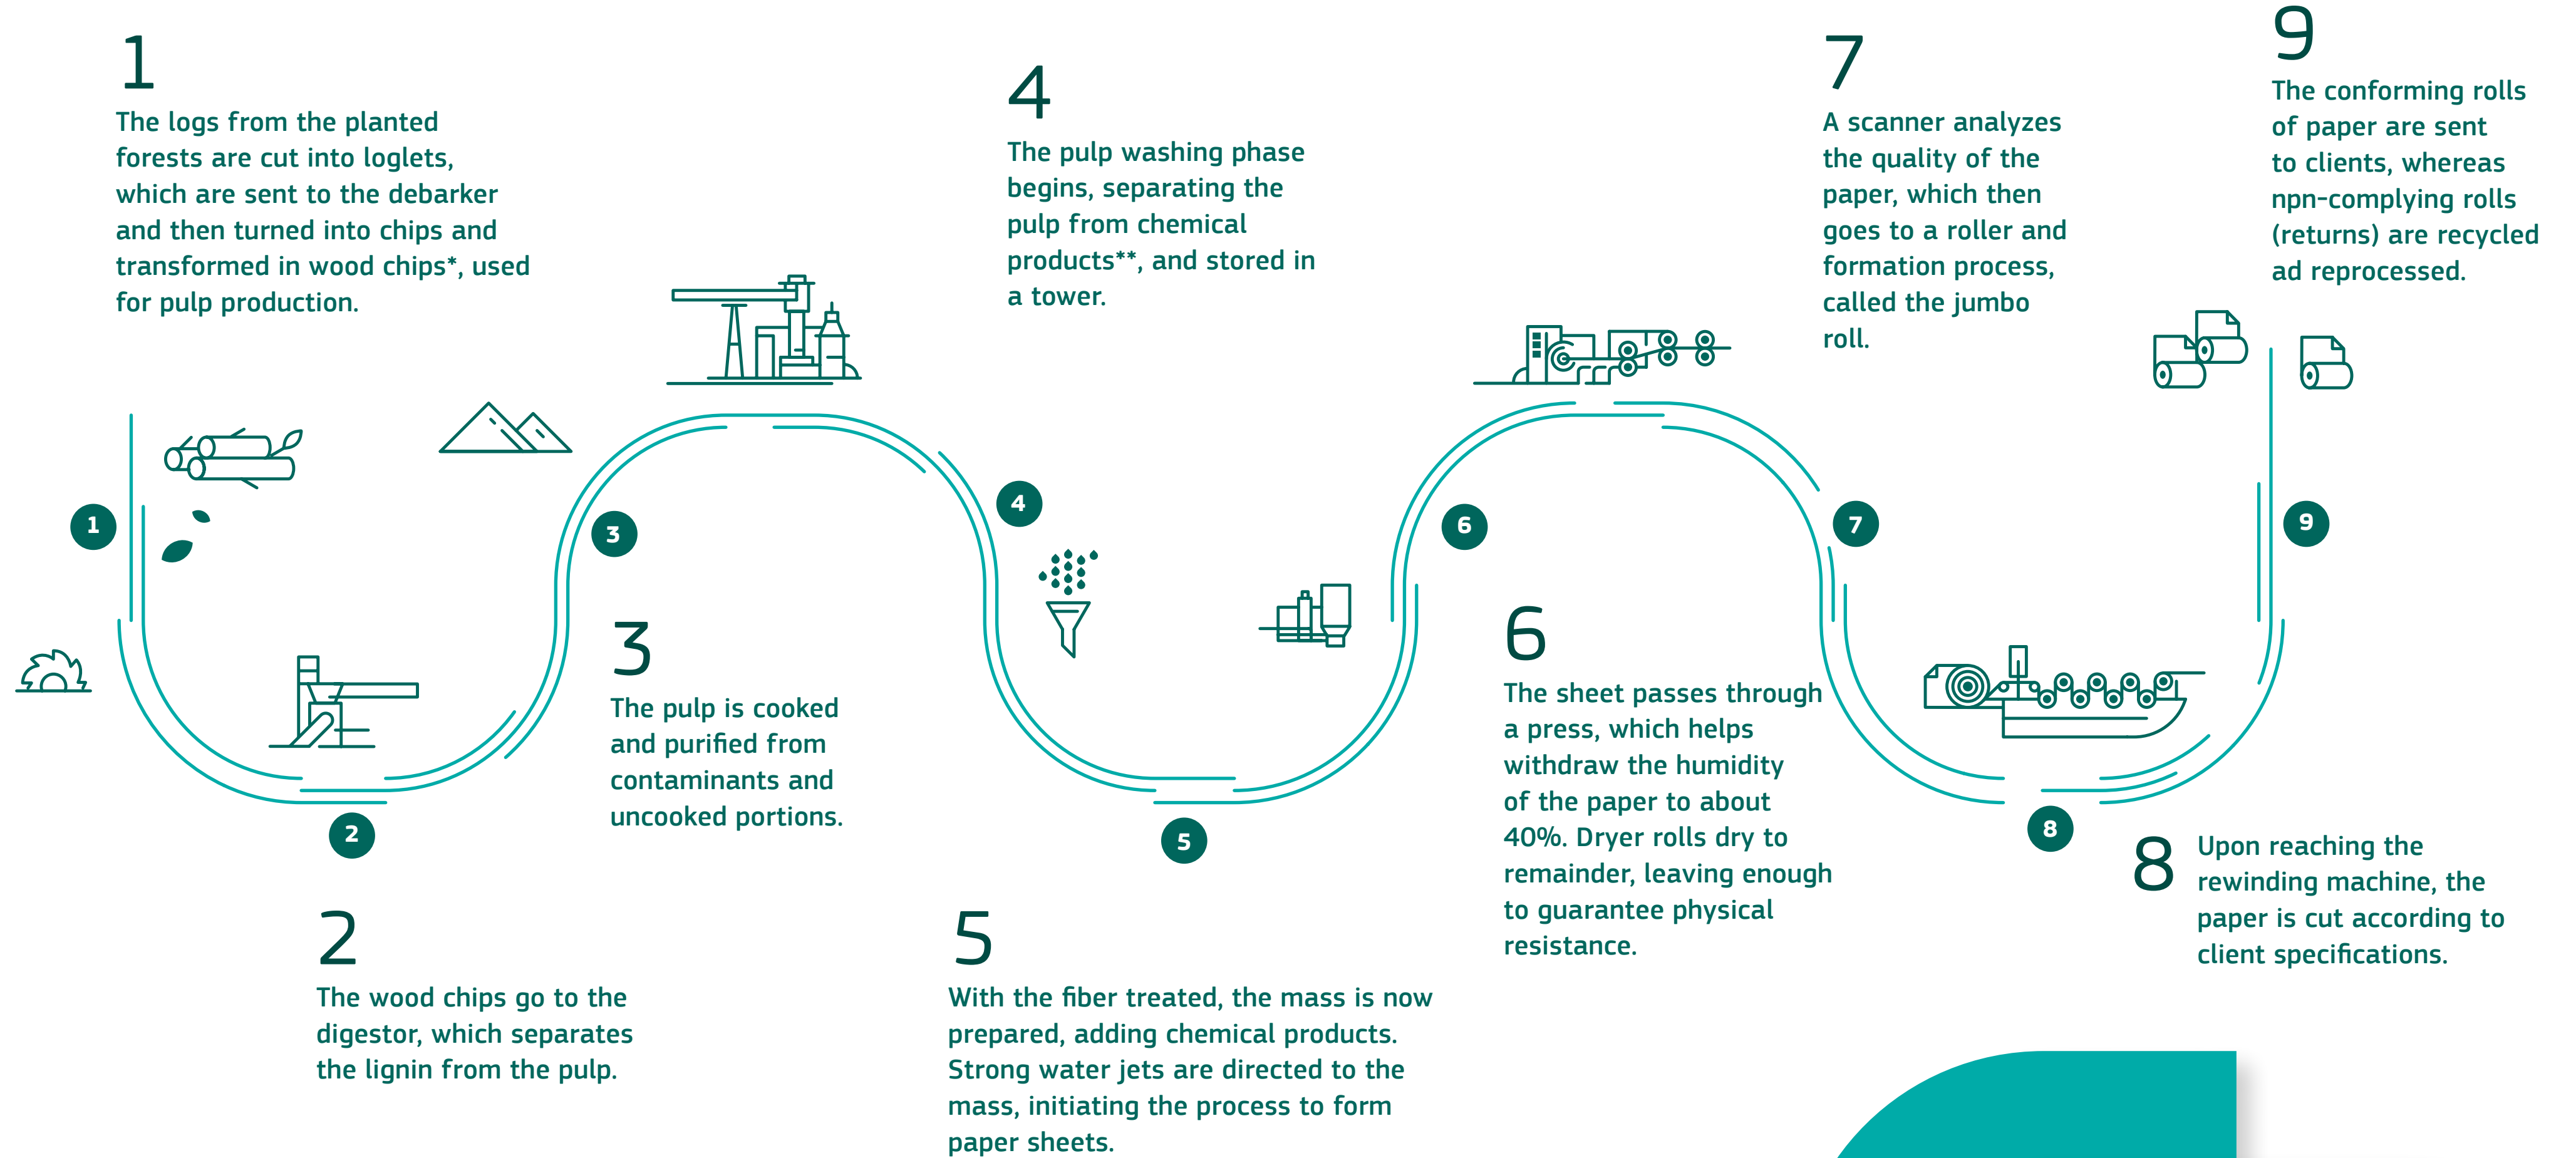 1
The logs from the planted
forests are cut into loglets,
which are sent to the debarker
and then turned into chips and
transformed in wood chips*, used
for pulp production.
2
The wood chips go to the
digestor, which separates
the lignin from the pulp.
3
The pulp is cooked
and purified from
contaminants and
uncooked portions.
4
The pulp washing phase
begins, separating the
pulp from chemical
products**, and stored in
a tower.
5
With the fiber treated, the mass is now
prepared, adding chemical products.
Strong water jets are directed to the
mass, initiating the process to form
paper sheets.
6
The sheet passes through
a press, which helps
withdraw the humidity
of the paper to about
40%. Dryer rolls dry to
remainder, leaving enough
to guarantee physical
resistance.
7
A scanner analyzes
the quality of the
paper, which then
goes to a roller and
formation process,
called the jumbo
roll.
8
Upon reaching the
rewinding machine, the
paper is cut according to
client specifications.
9
The conforming rolls
of paper are sent
to clients, whereas
npn-complying rolls
(returns) are recycled
ad reprocessed.
1
2
3
4
5
6
7
8
9